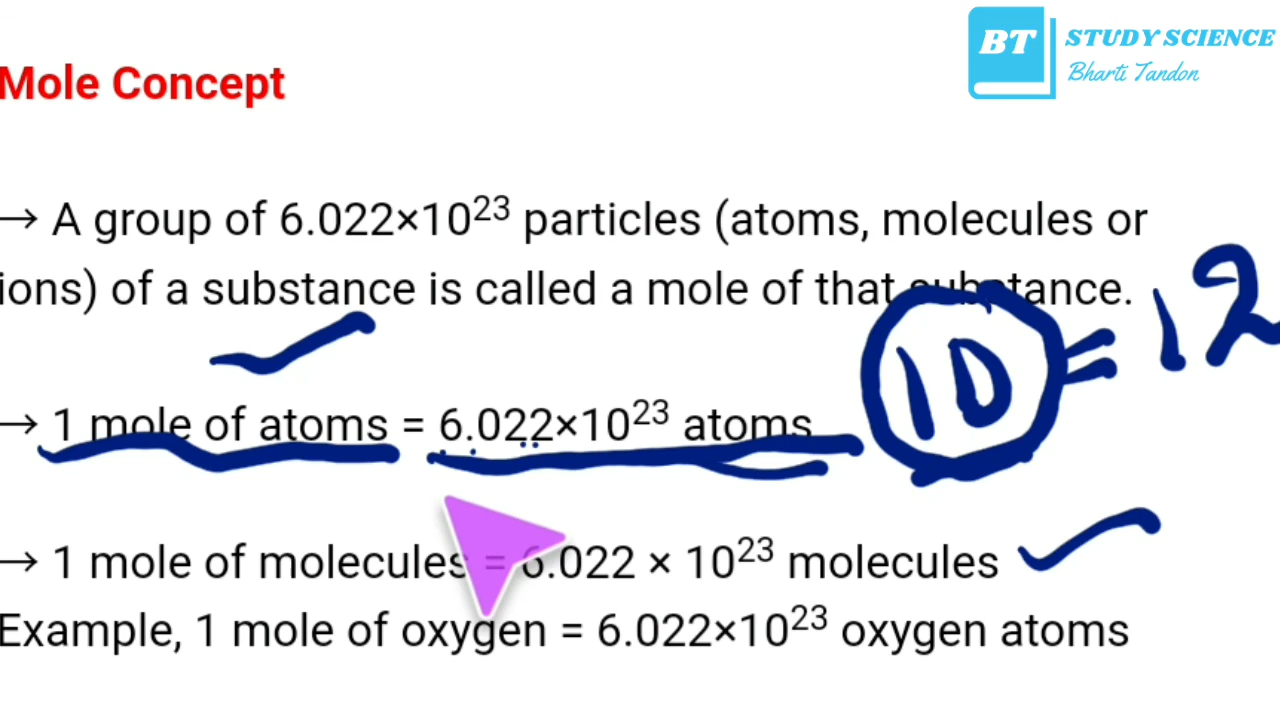 BT STUDY SCIENCE
Bharti Tandon
Mole Concept
→ A group of 6.022×10²³ particles (atoms, molecules or
ions) of a substance is called a mole of that substance.
10 = 12
→ 1 mole of atoms = 6.022×10²³ atoms
→ 1 mole of molecules = 6.022 × 10²³ molecules
Example, 1 mole of oxygen = 6.022×10²³ oxygen atoms